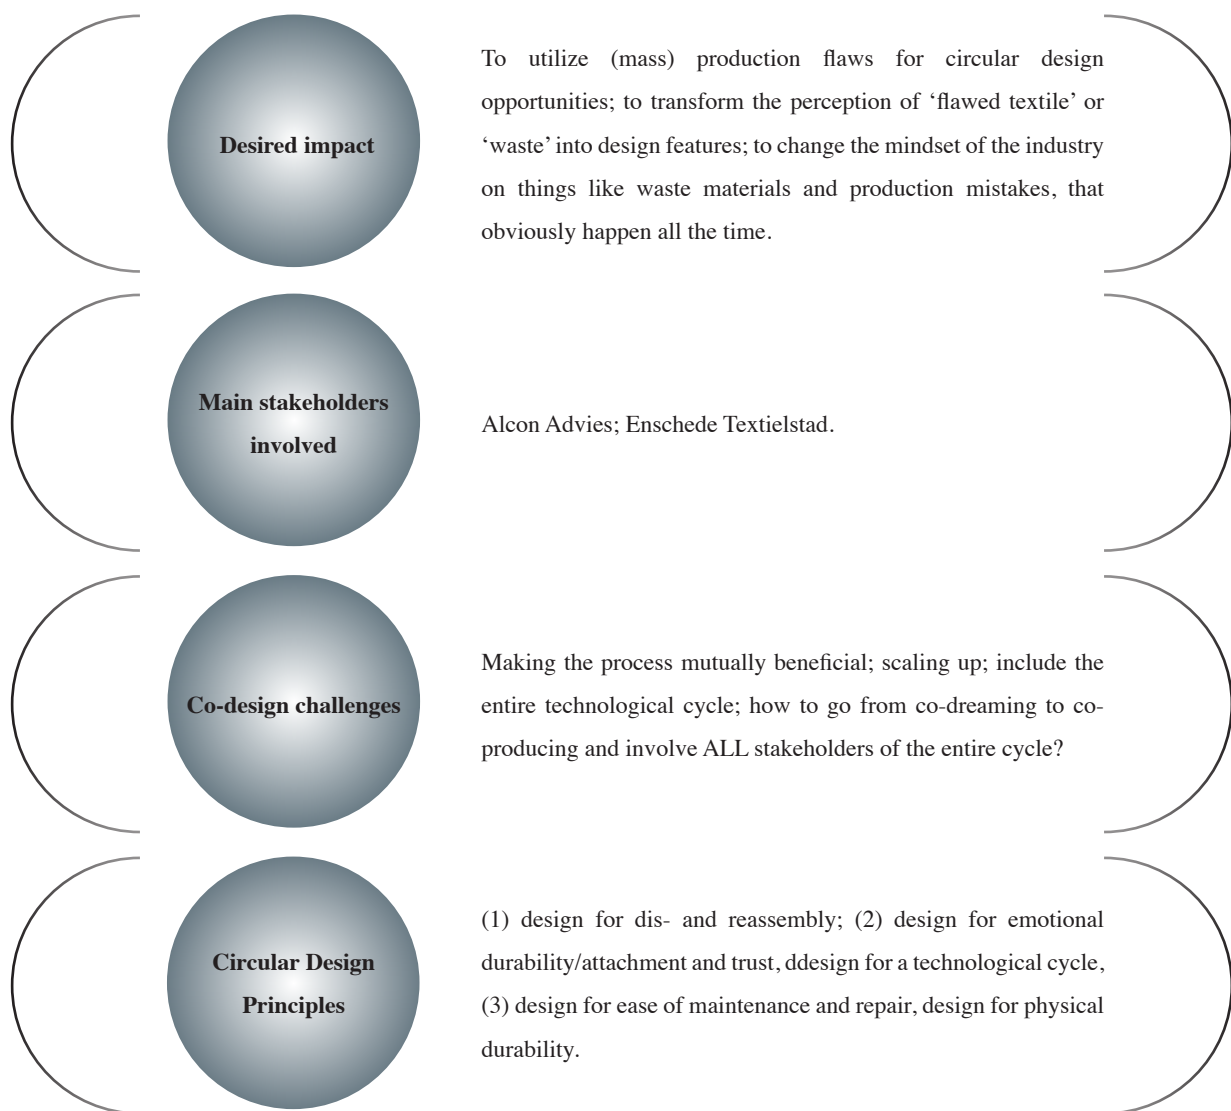 Desired impact
To utilize (mass) production flaws for circular design
opportunities; to transform the perception of ‘flawed textile’ or
‘waste’ into design features; to change the mindset of the industry
on things like waste materials and production mistakes, that
obviously happen all the time.
Main stakeholders
involved
Alcon Advies; Enschede Textielstad.
Co-design challenges
Making the process mutually beneficial; scaling up; include the
entire technological cycle; how to go from co-dreaming to co-
producing and involve ALL stakeholders of the entire cycle?
Circular Design
Principles
(1) design for dis- and reassembly; (2) design for emotional
durability/attachment and trust, ddesign for a technological cycle,
(3) design for ease of maintenance and repair, design for physical
durability.